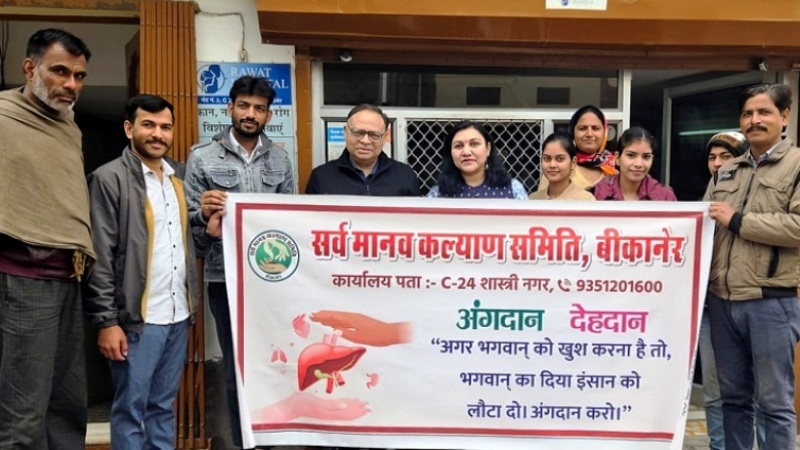 RAWAT
सर्व मानव कल्याण समिति, बीकानेर
कार्यालय पता :- C-24 शास्त्री नगर, 9351201600
अंगदान देहदान
“अगर भगवान् को खुश करना है तो,
भगवान् का दिया इंसान को
लौटा दो। अंगदान करो।”